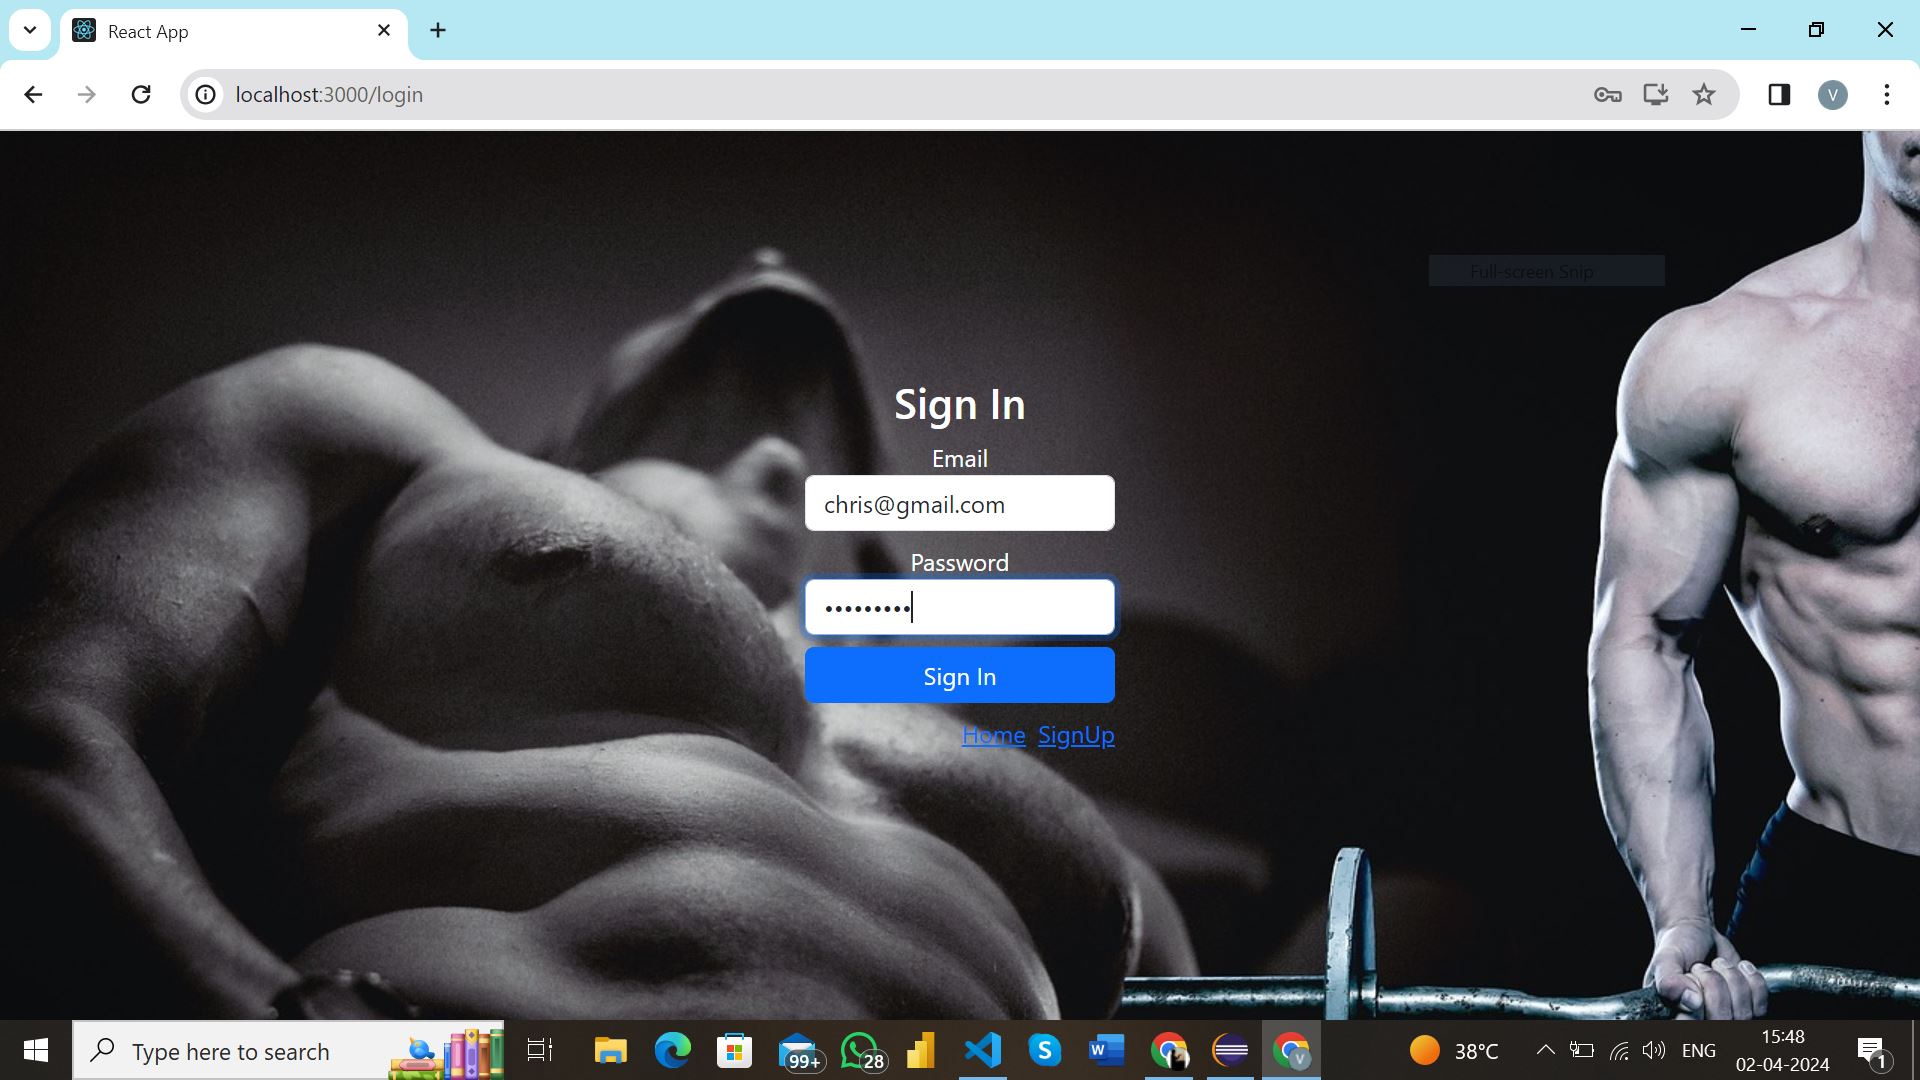 React App
localhost:3000/login
V
Full-screen Snip
Sign In
Email
chris@gmail.com
Password
•••••••••
Sign In
Home SignUp
Type here to search
99+
28
S
W
V
38°C
ENG
15:48
02-04-2024
1